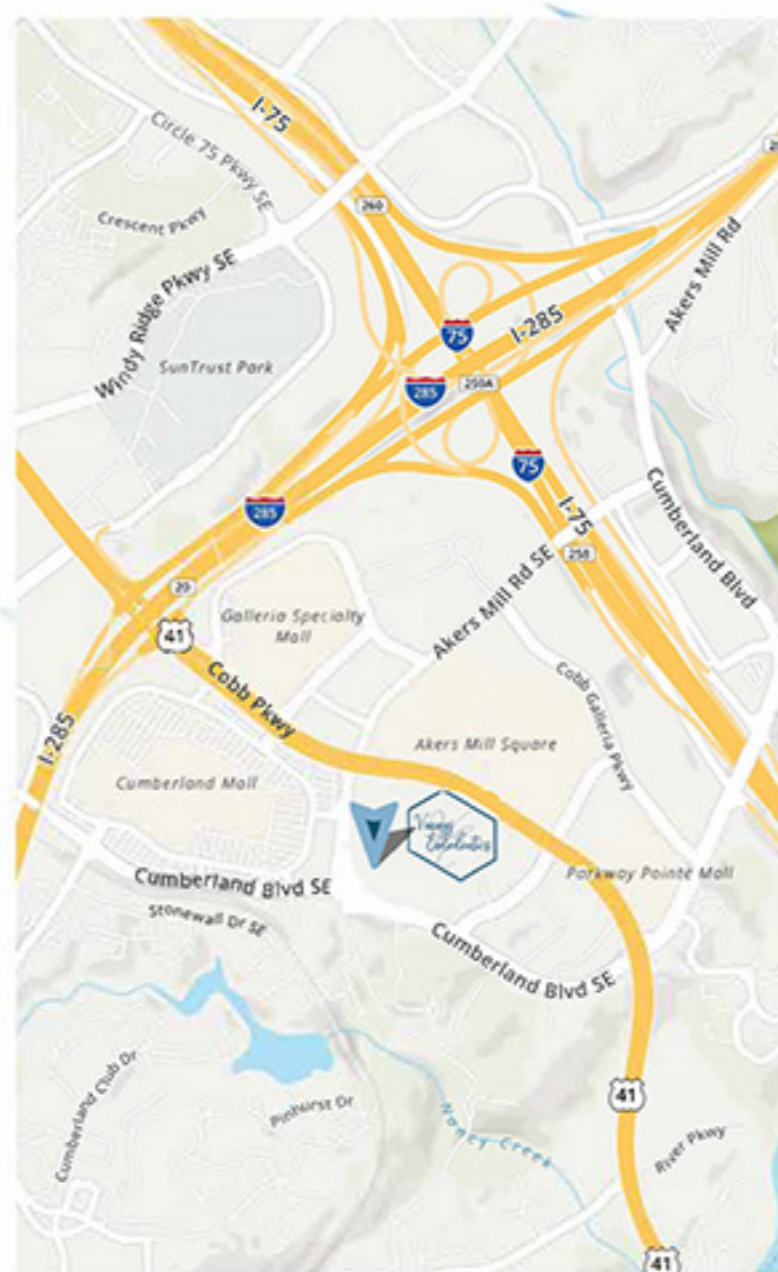 I-75
Circle 75 Pkwy SE
260
Crescent Pkwy
Akers Mill Rd
Windy Ridge Pkwy SE
I-285
75
SunTrust Park
285
250A
75
I-75
285
Cumberland Blvd
258
Akers Mill Rd SE
20
Galleria Specialty
Mall
41
Cobb Pkwy
Cobb Galleria Pkwy
I-285
Akers Mill Square
Cumberland Mall
Parkway Pointe Mall
Cumberland Blvd SE
Stonewall Dr SE
Cumberland Blvd SE
Cumberland Club Dr
41
Pinhurst Dr
Nancy Creek
River Pkwy
41